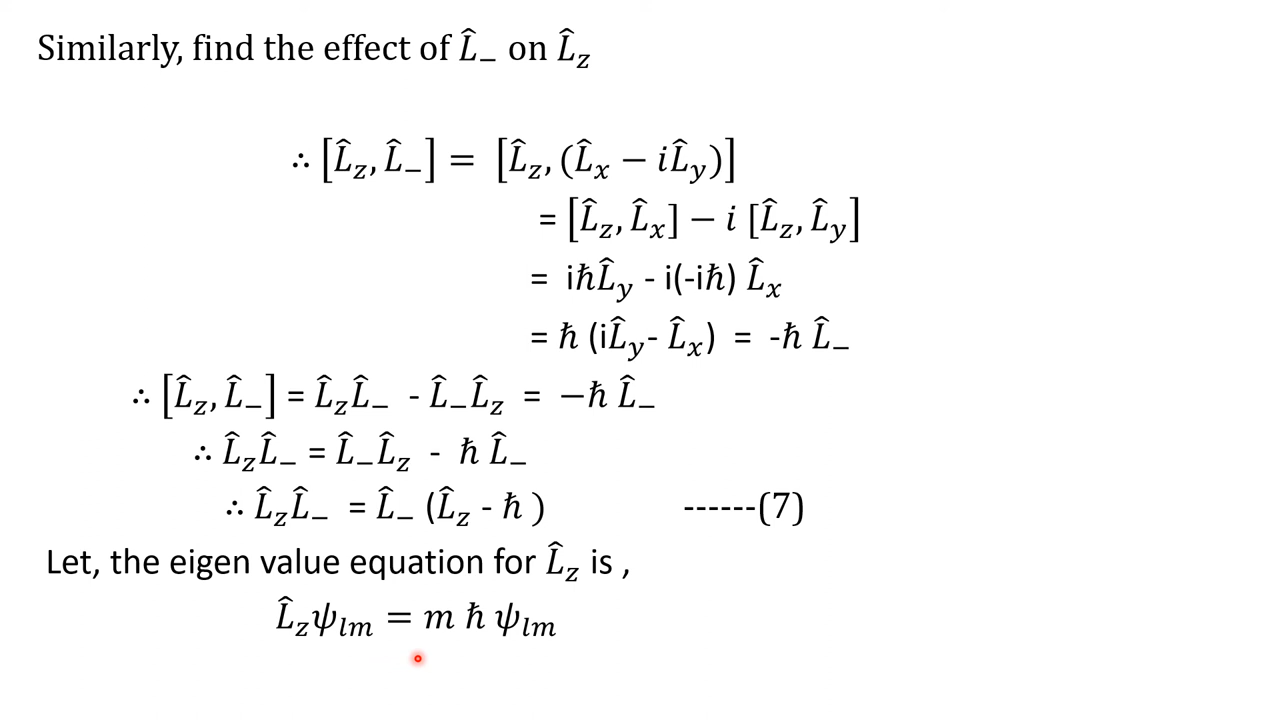 Similarly, find the effect of L̂₋ on L̂_z
∴ [L̂_z, L̂₋] = [L̂_z, (L̂_x − iL̂_y)]
= [L̂_z, L̂_x] − i [L̂_z, L̂_y]
= iℏL̂_y - i(-iℏ) L̂_x
= ℏ (iL̂_y- L̂_x) = -ℏ L̂₋
∴ [L̂_z, L̂₋] = L̂_zL̂₋ - L̂₋L̂_z = −ℏ L̂₋
∴ L̂_zL̂₋ = L̂₋L̂_z - ℏ L̂₋
∴ L̂_zL̂₋ = L̂₋ (L̂_z - ℏ ) ------(7)
Let, the eigen value equation for L̂_z is ,
L̂_zψ_lm = m ℏ ψ_lm